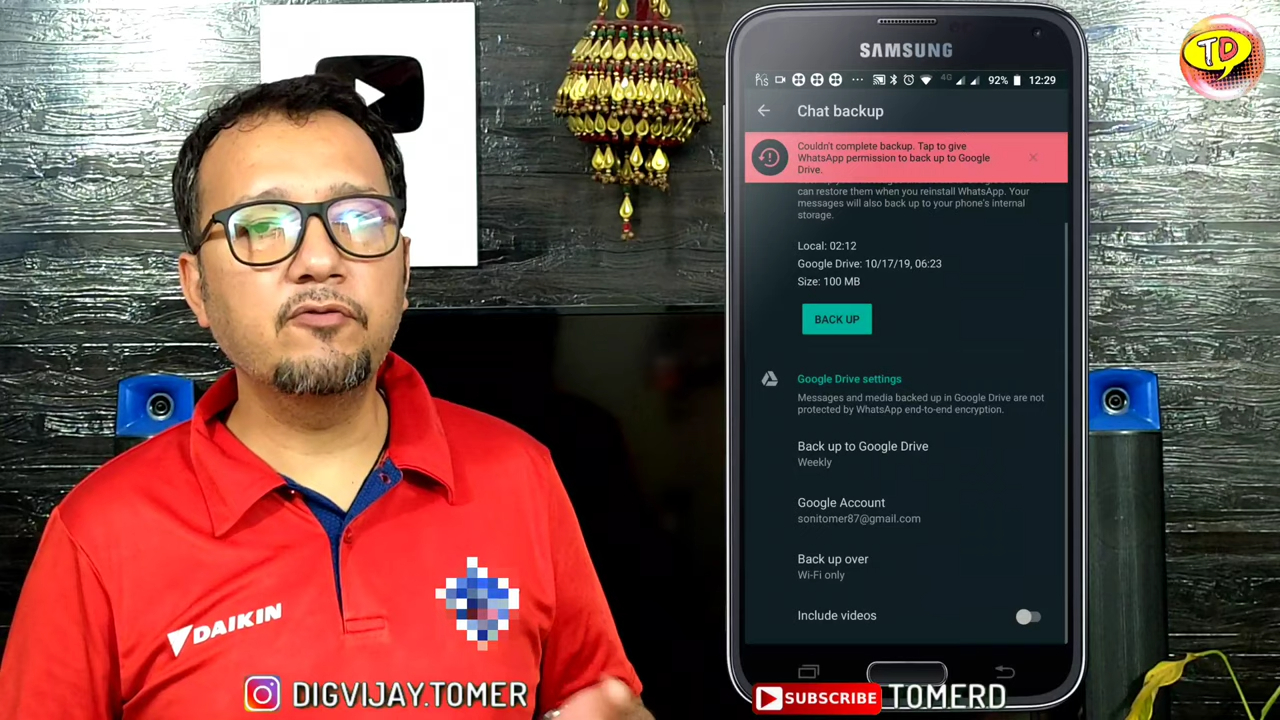 TD
SAMSUNG
92% 12:29
Chat backup
Couldn't complete backup. Tap to give
WhatsApp permission to back up to Google
Drive.
can restore them when you reinstall WhatsApp. Your
messages will also back up to your phone's internal
storage.
Local: 02:12
Google Drive: 10/17/19, 06:23
Size: 100 MB
BACK UP
Google Drive settings
Messages and media backed up in Google Drive are not
protected by WhatsApp end-to-end encryption.
Back up to Google Drive
Weekly
Google Account
sonitomer87@gmail.com
Back up over
Wi-Fi only
Include videos
DAIKIN
DIGVIJAY.TOMER
SUBSCRIBE TOMERD